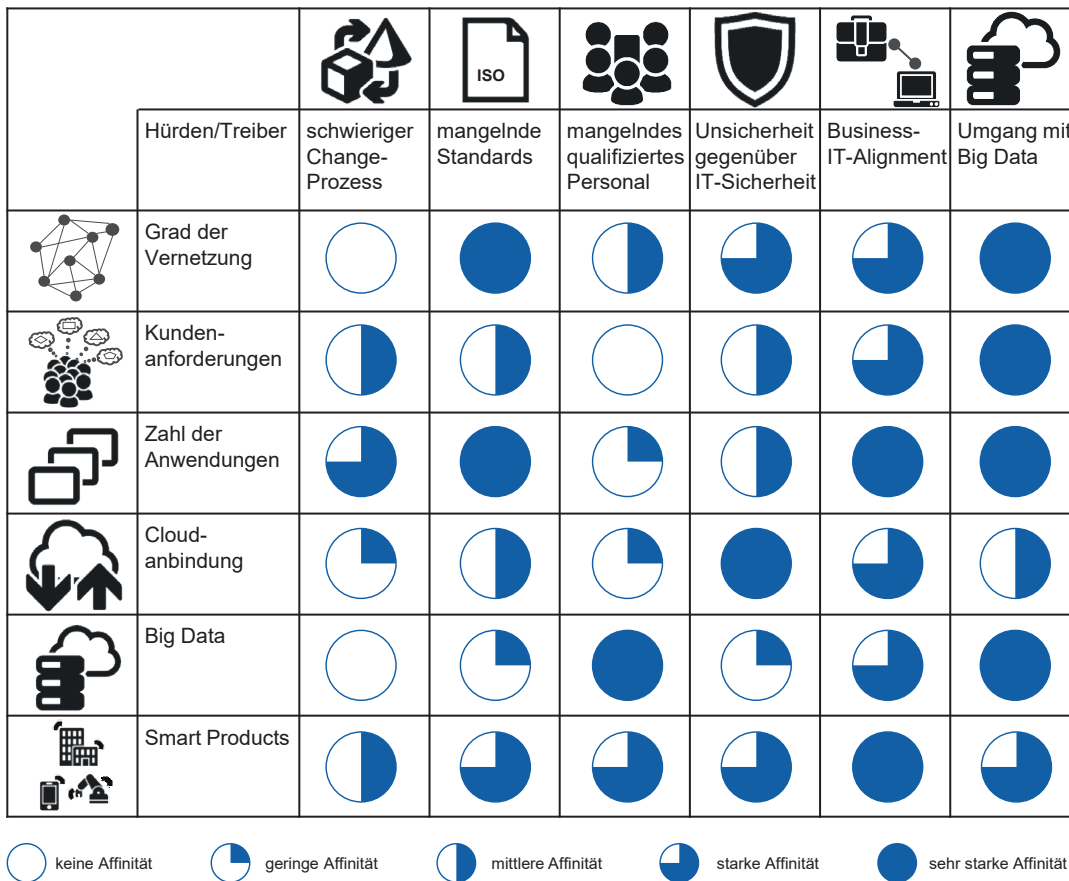 ISO
Hürden/Treiber
schwieriger
Change-
Prozess
mangelnde
Standards
mangelndes
qualifiziertes
Personal
Unsicherheit
gegenüber
IT-Sicherheit
Business-
IT-Alignment
Umgang mit
Big Data
Grad der
Vernetzung
Kunden-
anforderungen
Zahl der
Anwendungen
Cloud-
anbindung
Big Data
Smart Products
keine Affinität
geringe Affinität
mittlere Affinität
starke Affinität
sehr starke Affinität